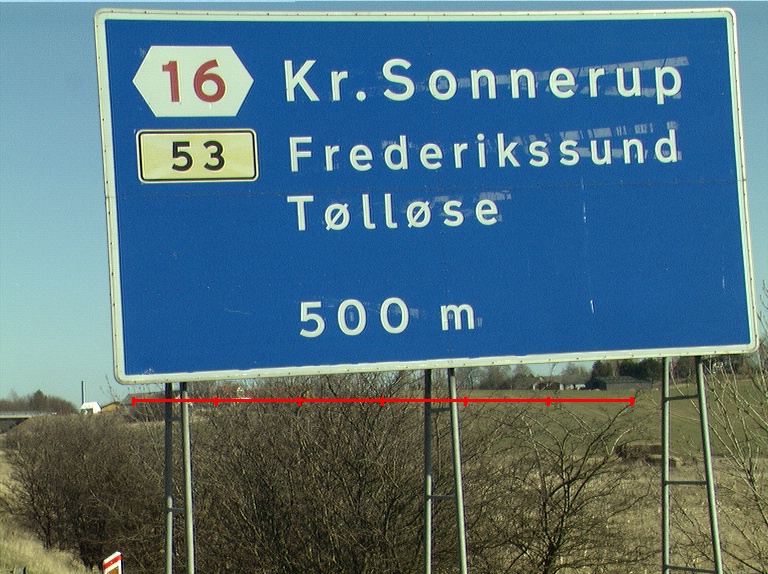 16 Kr. Sonnerup
53 Frederikssund
Tølløse
500 m